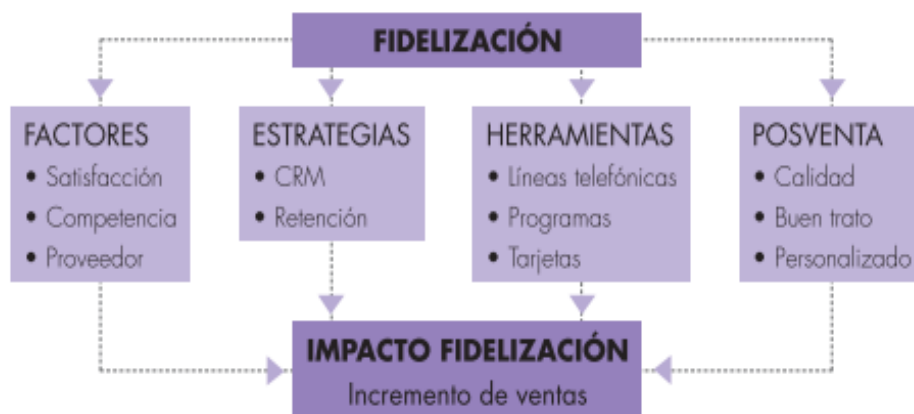 FIDELIZACIÓN
FACTORES
• Satisfacción
• Competencia
• Proveedor
ESTRATEGIAS
• CRM
• Retención
HERRAMIENTAS
• Líneas telefónicas
• Programas
• Tarjetas
POSVENTA
• Calidad
• Buen trato
• Personalizado
IMPACTO FIDELIZACIÓN
Incremento de ventas